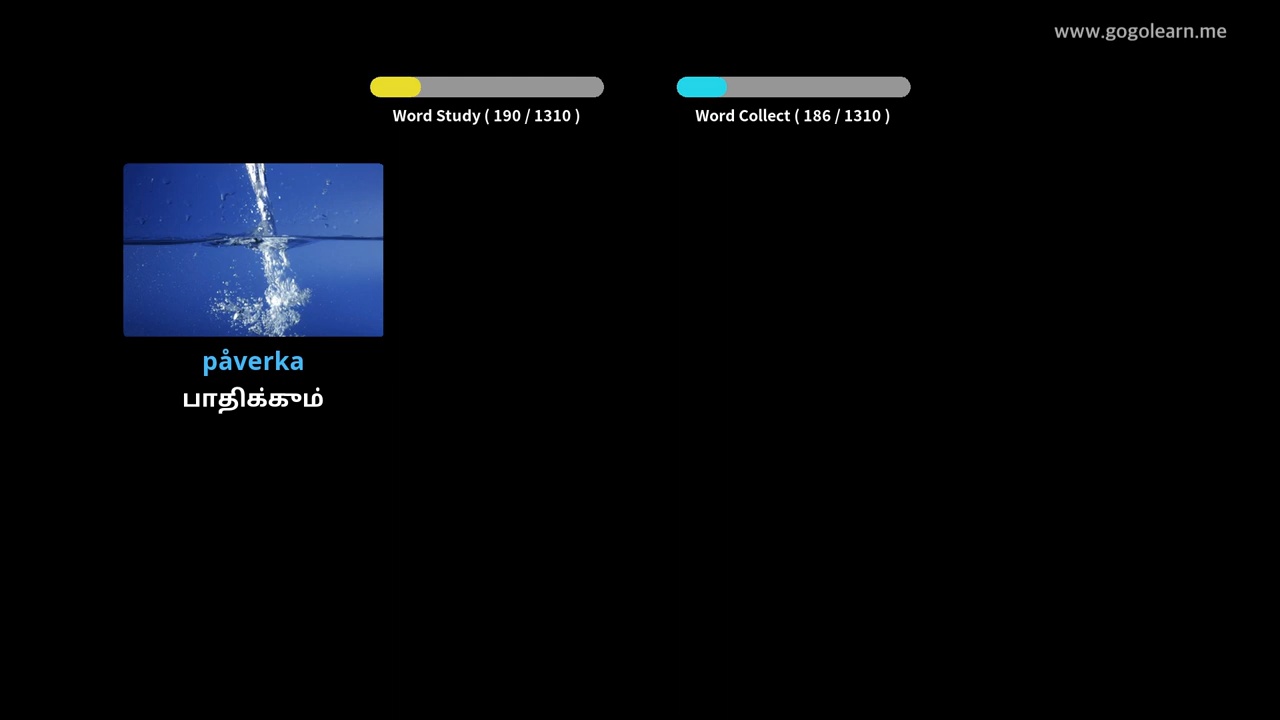 www.gogolearn.me
Word Study ( 190 / 1310 )
Word Collect ( 186 / 1310 )
påverka
பாதிக்கும்